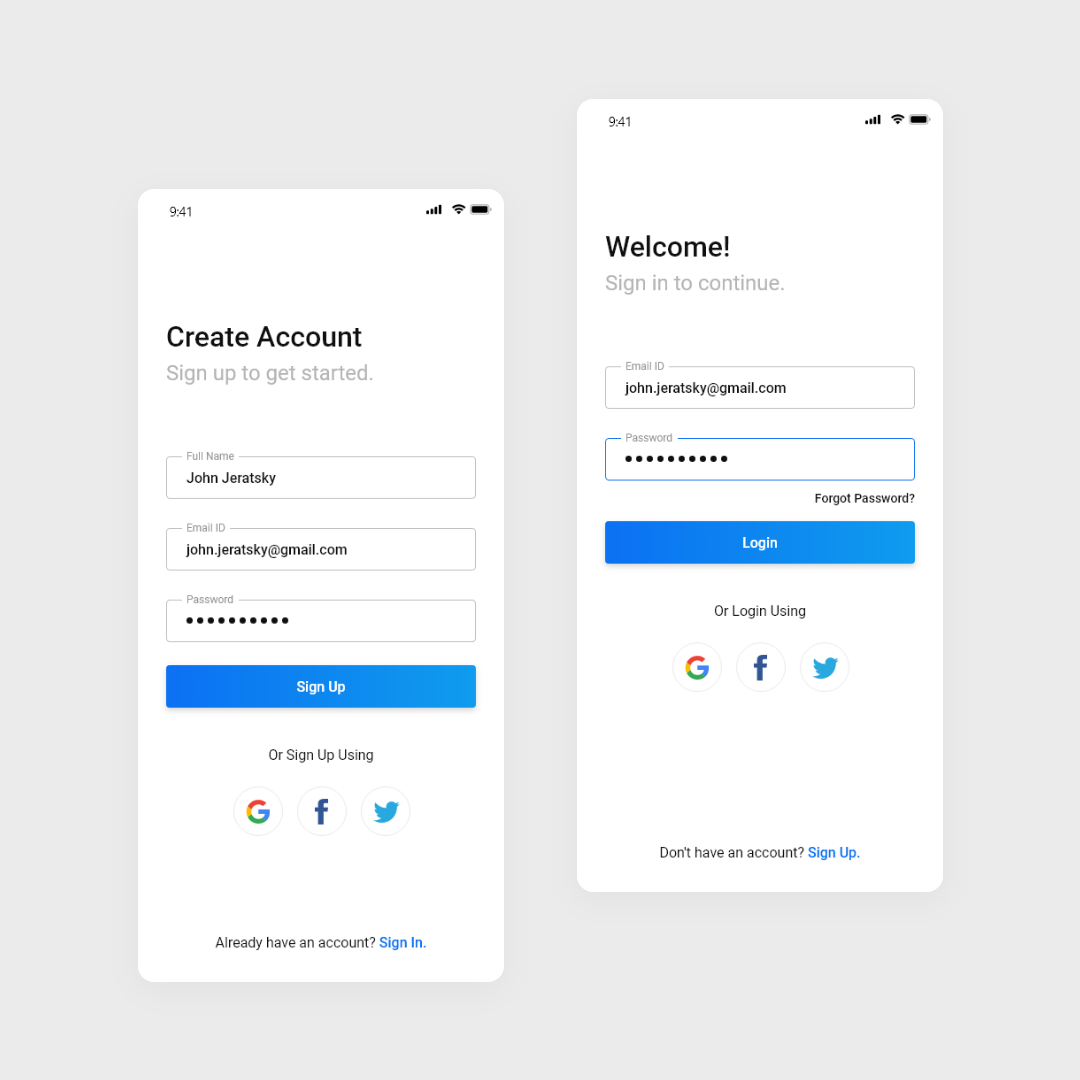 9:41
Create Account
Sign up to get started.
Full Name
John Jeratsky
Email ID
john.jeratsky@gmail.com
Password
••••••••••
Sign Up
Or Sign Up Using
G f
Already have an account? Sign In.
9:41
Welcome!
Sign in to continue.
Email ID
john.jeratsky@gmail.com
Password
••••••••••
Forgot Password?
Login
Or Login Using
G f
Don't have an account? Sign Up.